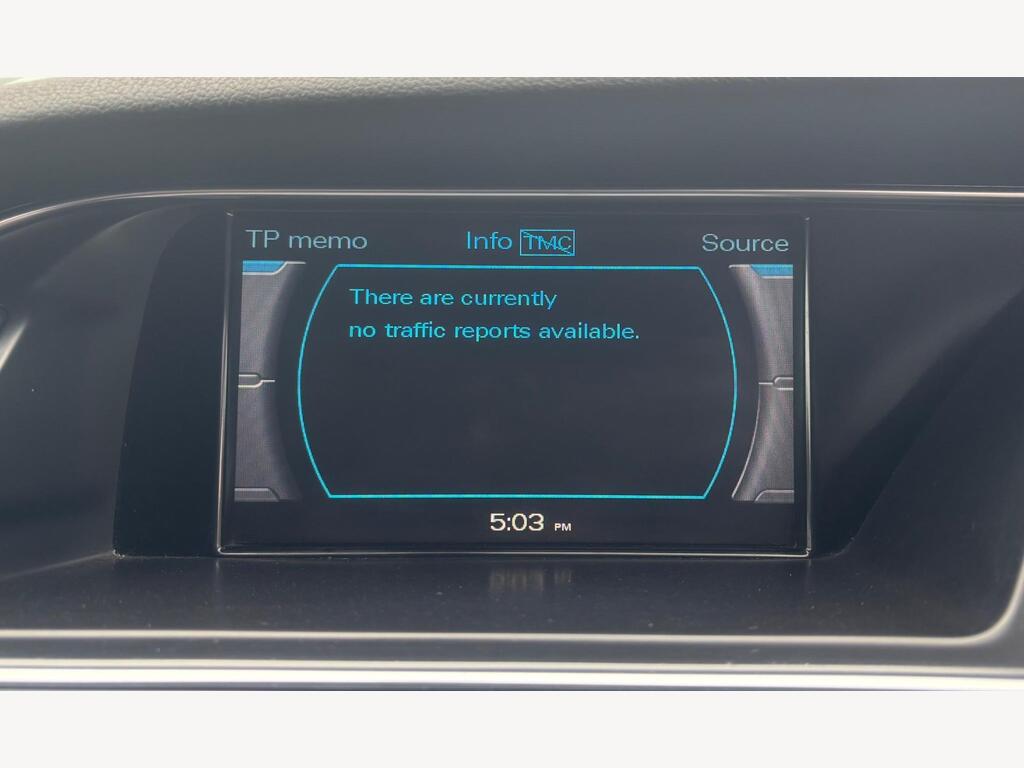 TP memo Info TMC Source
There are currently
no traffic reports available.
5:03 PM